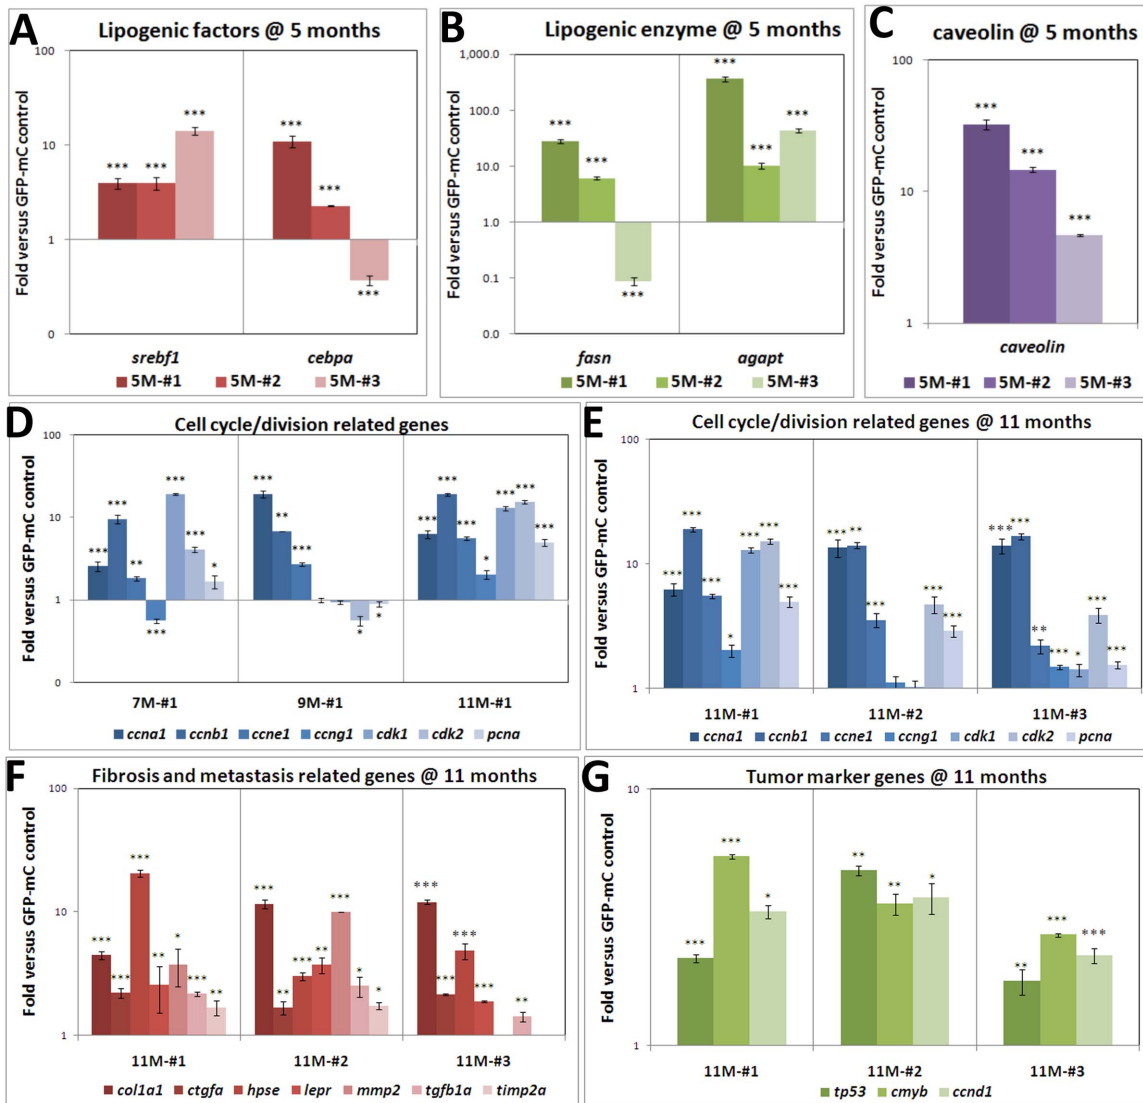 A
Lipogenic factors @ 5 months
Fold versus GFP-mC control
100
10
1
0
***
***
***
***
***
***
srebf1 cebpa
5M-#1 5M-#2 5M-#3
B
Lipogenic enzyme @ 5 months
Fold versus GFP-mC control
1,000.0
100.0
10.0
1.0
0.1
0.0
***
***
***
***
***
***
fasn agapt
5M-#1 5M-#2 5M-#3
C
caveolin @ 5 months
Fold versus GFP-mC control
100
10
1
***
***
***
caveolin
5M-#1 5M-#2 5M-#3
D
Cell cycle/division related genes
Fold versus GFP-mC control
100
10
1
0
*** *** ** *** *** *** *
*** ** *** * *
*** *** *** * *** *** ***
7M-#1 9M-#1 11M-#1
ccna1 ccnb1 ccne1 ccng1 cdk1 cdk2 pcna
E
Cell cycle/division related genes @ 11 months
Fold versus GFP-mC control
100
10
1
*** *** *** * *** *** ***
*** ** *** *** ***
*** *** ** *** * *** ***
11M-#1 11M-#2 11M-#3
ccna1 ccnb1 ccne1 ccng1 cdk1 cdk2 pcna
F
Fibrosis and metastasis related genes @ 11 months
Fold versus GFP-mC control
100
10
1
*** *** *** ** * *** **
*** ** *** ** *** * *
*** *** *** *** **
11M-#1 11M-#2 11M-#3
col1a1 ctgfa hpse lepr mmp2 tgfb1a timp2a
G
Tumor marker genes @ 11 months
Fold versus GFP-mC control
10
1
*** *** *
** ** *
** *** ***
11M-#1 11M-#2 11M-#3
tp53 cmyb ccnd1